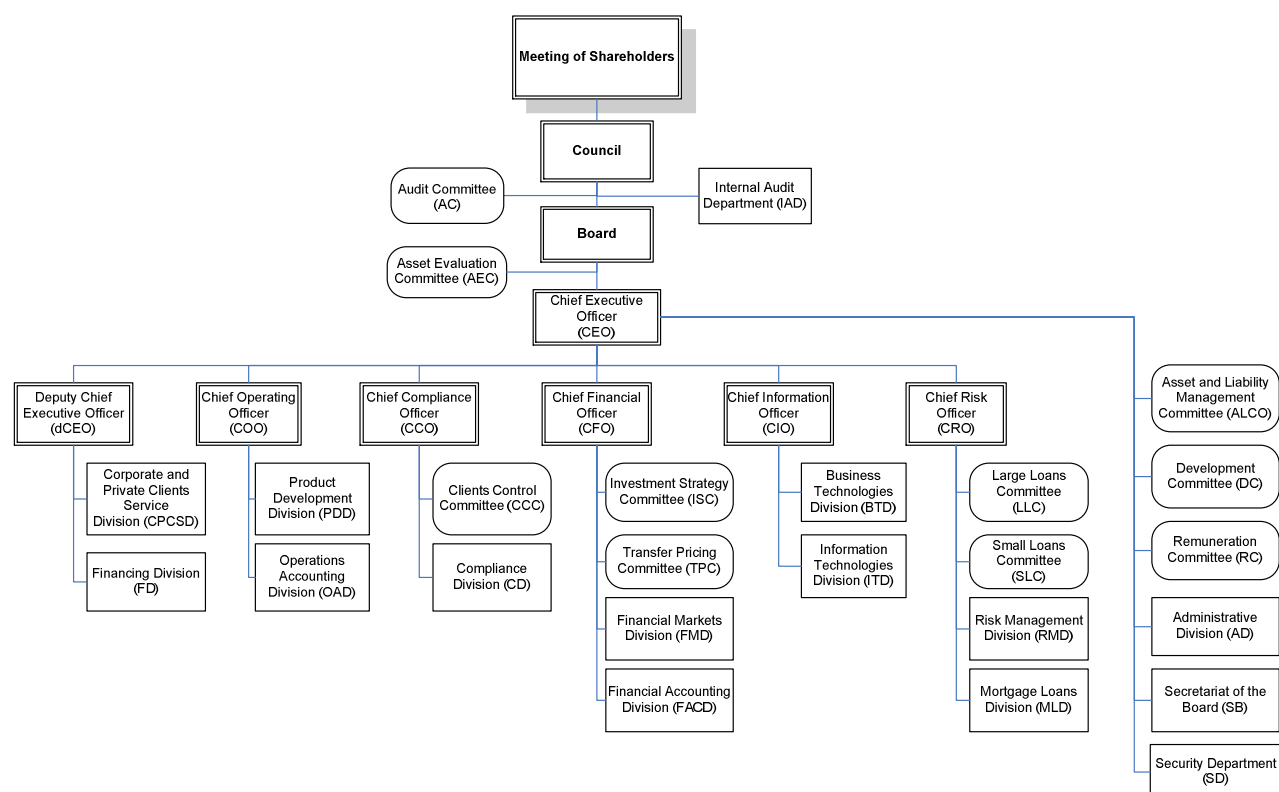 Meeting of Shareholders
Council
Audit Committee
(AC)
Internal Audit
Department (IAD)
Board
Asset Evaluation
Committee (AEC)
Chief Executive
Officer
(CEO)
Deputy Chief
Executive Officer
(dCEO)
Chief Operating
Officer
(COO)
Chief Compliance
Officer
(CCO)
Chief Financial
Officer
(CFO)
Chief Information
Officer
(CIO)
Chief Risk
Officer
(CRO)
Corporate and
Private Clients
Service
Division (CPCSD)
Financing Division
(FD)
Product
Development
Division (PDD)
Operations
Accounting
Division (OAD)
Clients Control
Committee (CCC)
Compliance
Division (CD)
Investment Strategy
Committee (ISC)
Transfer Pricing
Committee (TPC)
Financial Markets
Division (FMD)
Financial Accounting
Division (FACD)
Business
Technologies
Division (BTD)
Information
Technologies
Division (ITD)
Large Loans
Committee
(LLC)
Small Loans
Committee
(SLC)
Risk Management
Division (RMD)
Mortgage Loans
Division (MLD)
Asset and Liability
Management
Committee (ALCO)
Development
Committee (DC)
Remuneration
Committee (RC)
Administrative
Division (AD)
Secretariat of the
Board (SB)
Security Department
(SD)